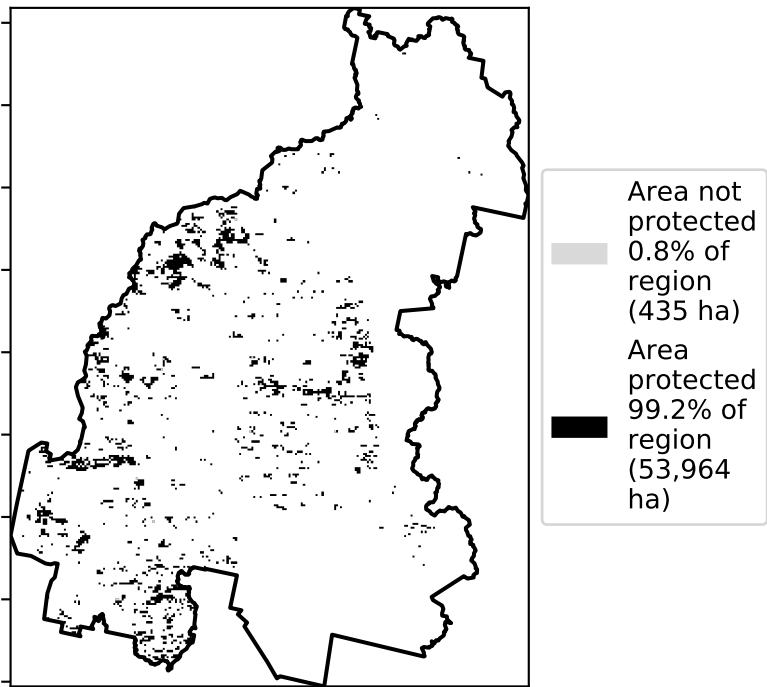 Area not
protected
0.8% of
region
(435 ha)
Area
protected
99.2% of
region
(53,964
ha)